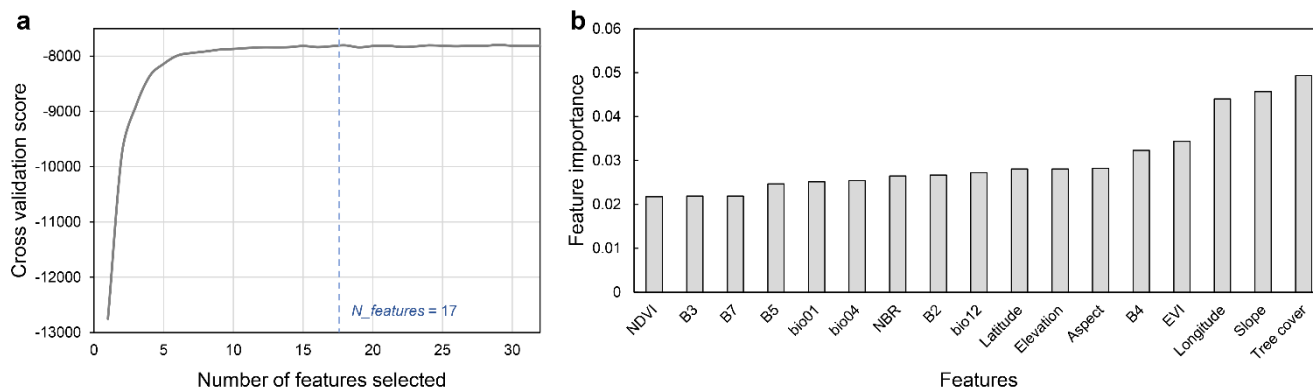 a
Cross validation score
-8000
-9000
-10000
-11000
-12000
-13000
0 5 10 15 20 25 30
N_features = 17
Number of features selected
b
Feature importance
0.06
0.05
0.04
0.03
0.02
0.01
0
NDVI
B3
B7
B5
bio01
bio04
NBR
B2
bio12
Latitude
Elevation
Aspect
B4
EVI
Longitude
Slope
Tree cover
Features